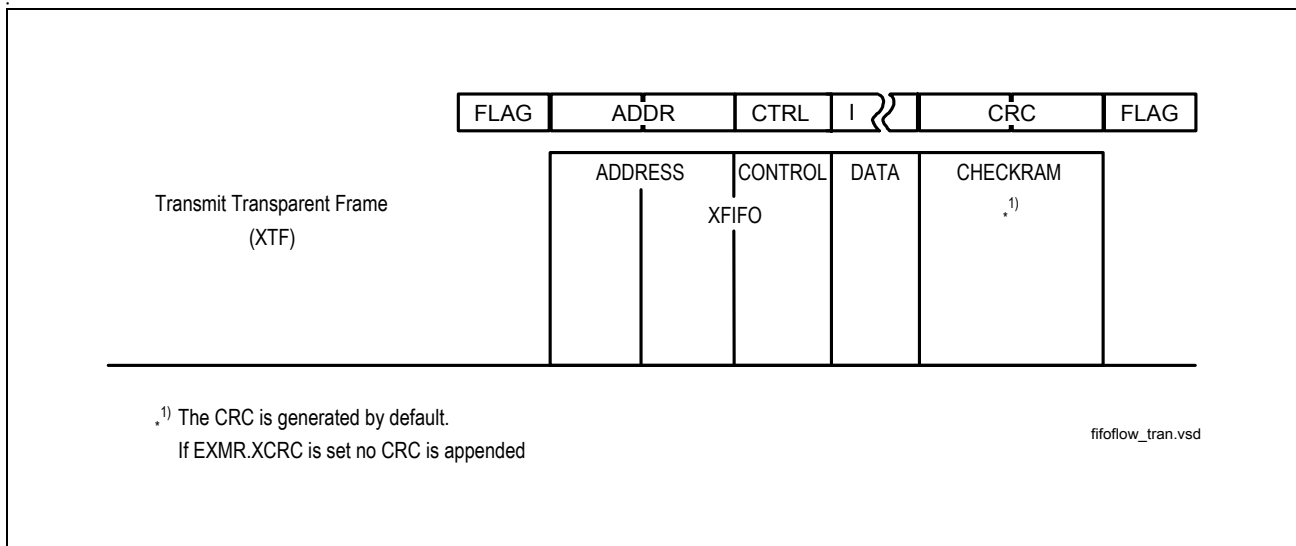 .
FLAG ADDR CTRL I CRC FLAG
ADDRESS CONTROL DATA CHECKRAM
Transmit Transparent Frame XFIFO *1)
(XTF)
*1) The CRC is generated by default.
If EXMR.XCRC is set no CRC is appended
fifoflow_tran.vsd